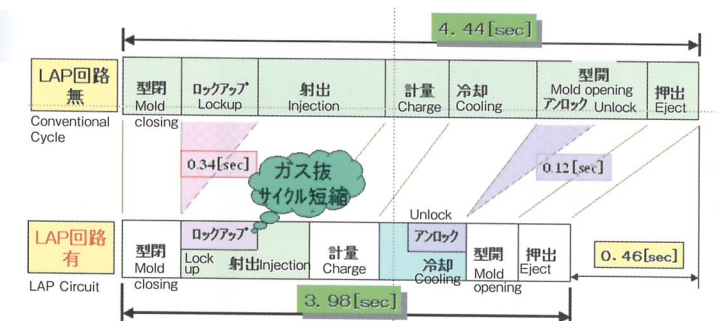 4. 44[sec]
LAP回路
無
Conventional
Cycle
型閉
Mold
closing
ロックアップ
Lockup
射出
Injection
計量
Charge
冷却
Cooling
型開
Mold opening
アンロック Unlock
押出
Eject
0.34[sec]
ガス抜
サイクル短縮
0.12[sec]
LAP回路
有
LAP Circuit
型閉
Mold
closing
ロックアップ
Lock
up
射出Injection
計量
Charge
Unlock
アンロック
冷却
Cooling
型開
Mold
opening
押出
Eject
0. 46[sec]
3. 98[sec]